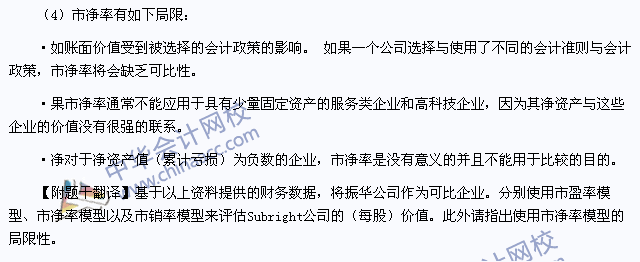 （4）市净率有如下局限：
·如账面价值受到被选择的会计政策的影响。 如果一个公司选择与使用了不同的会计准则与会计
政策，市净率将会缺乏可比性。
·果市净率通常不能应用于具有少量固定资产的服务类企业和高科技企业，因为其净资产与这些
企业的价值没有很强的联系。
·净对于净资产值（累计亏损）为负数的企业，市净率是没有意义的并且不能用于比较的目的。
【附题干翻译】基于以上资料提供的财务数据，将振华公司作为可比企业。分别使用市盈率模
型、市净率模型以及市销率模型来评估Subright公司的（每股）价值。此外请指出使用市净率模型的
局限性。
中华会计网校
www.chinaacc.com
计网校